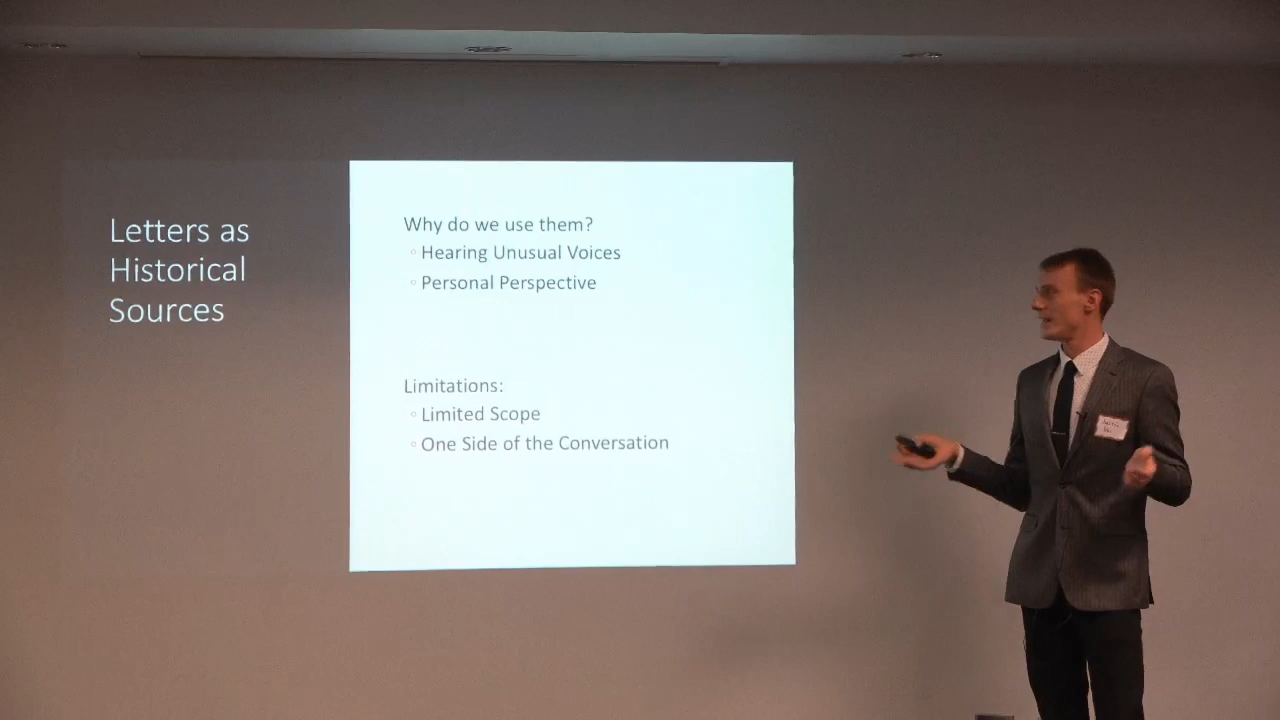 Letters as
Historical
Sources
Why do we use them?
◦ Hearing Unusual Voices
◦ Personal Perspective
Limitations:
◦ Limited Scope
◦ One Side of the Conversation